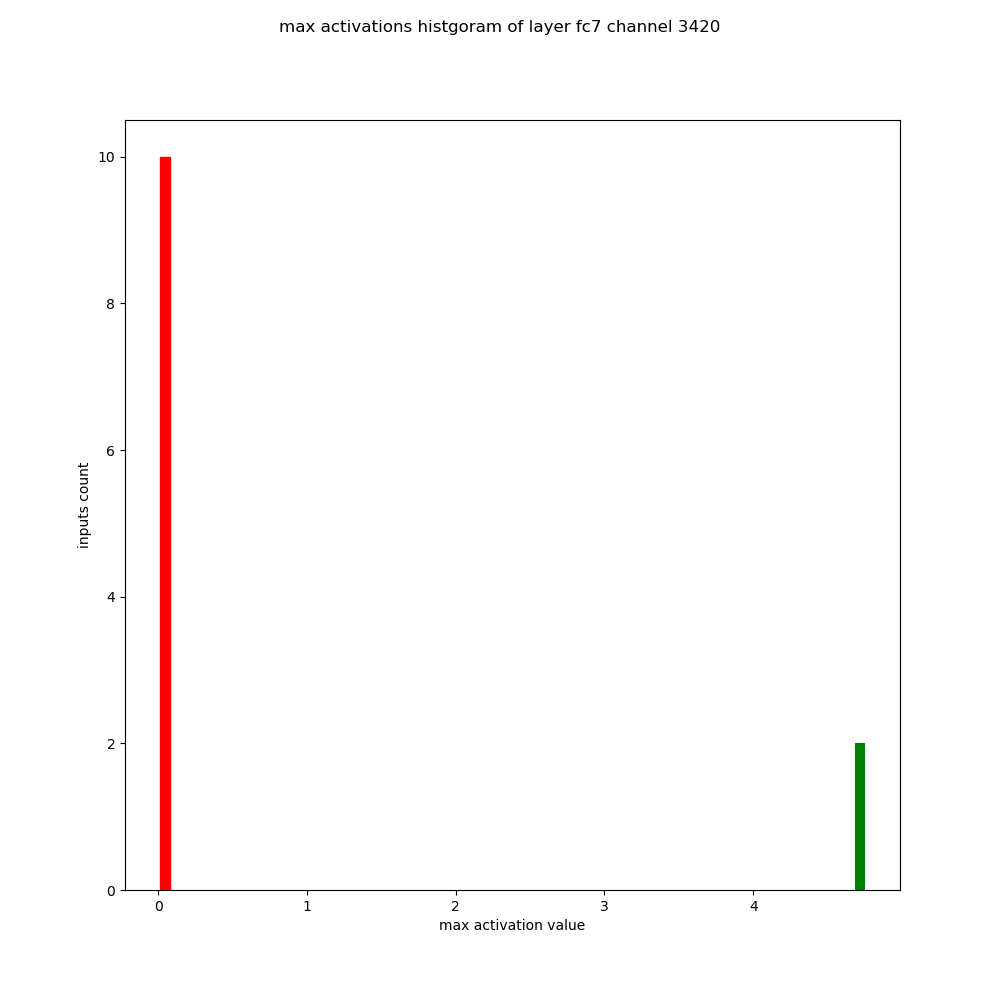 max activations histgoram of layer fc7 channel 3420
10
8
6
4
2
0
inputs count
0 1 2 3 4
max activation value